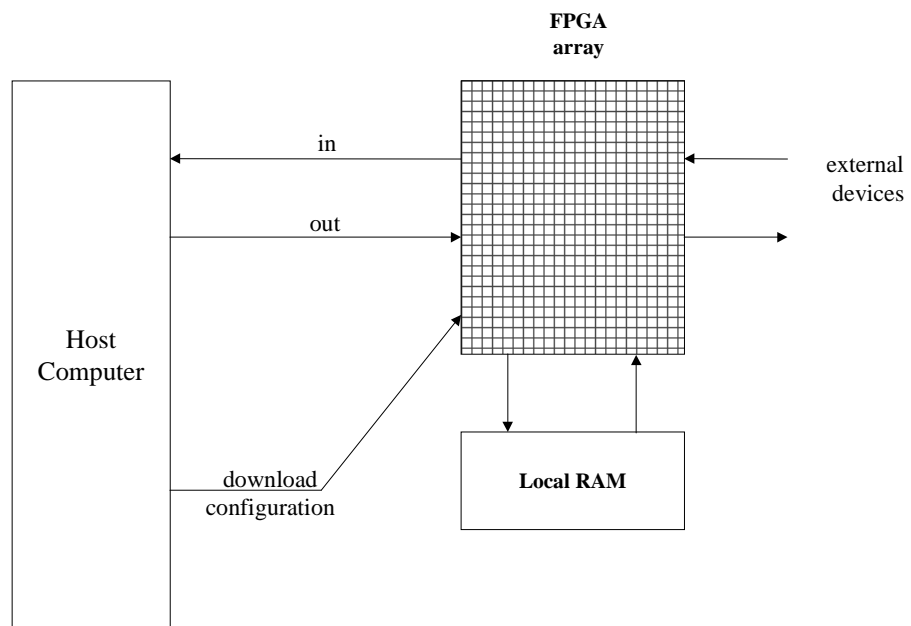 FPGA
array
in
external
devices
out
Host
Computer
download
configuration
Local RAM